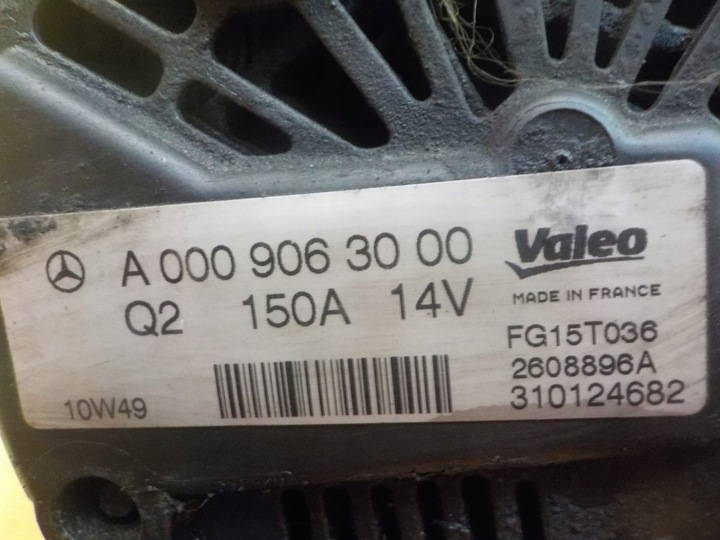 A 000 906 30 00
Q2 150A 14V
10W49
Valeo
MADE IN FRANCE
FG15T036
2608896A
310124682